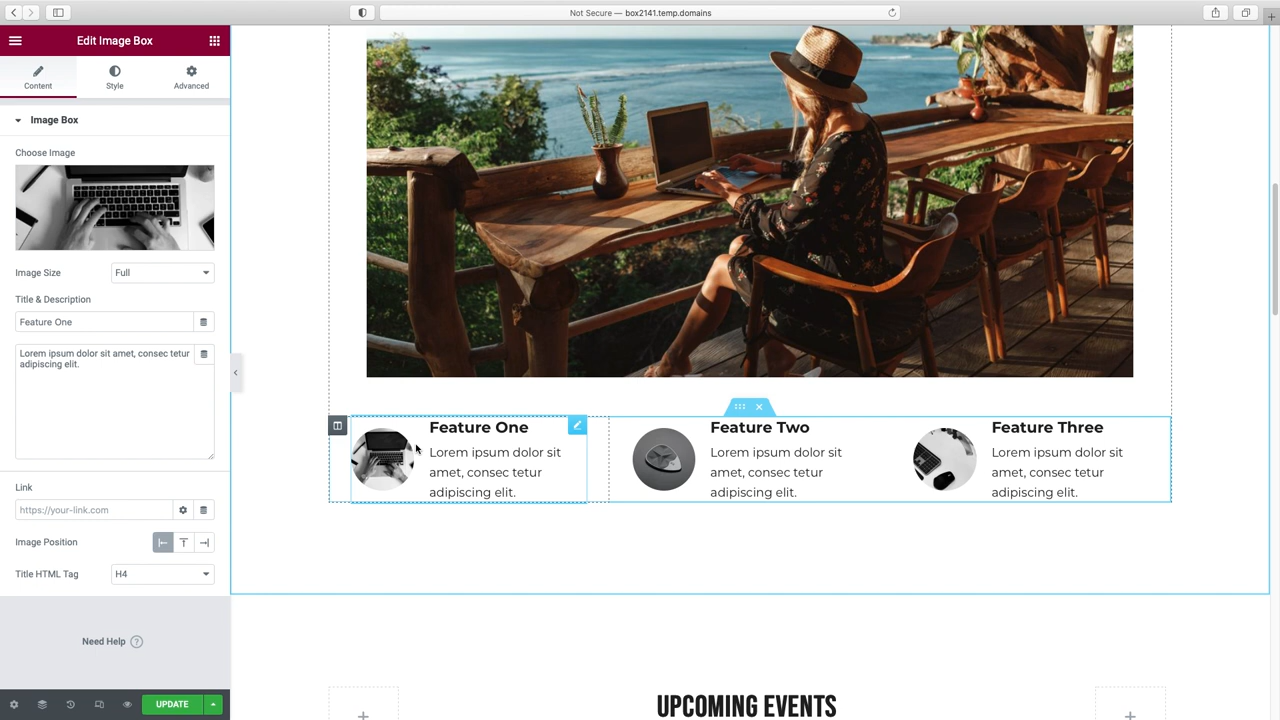 Not Secure — box2141.temp.domains
Edit Image Box
Content
Style
Advanced
Image Box
Choose Image
Image Size
Full
Title & Description
Feature One
Lorem ipsum dolor sit amet, consec tetur
adipiscing elit.
Link
https://your-link.com
Image Position
Title HTML Tag
H4
Need Help
UPDATE
Feature One
Lorem ipsum dolor sit
amet, consec tetur
adipiscing elit.
Feature Two
Lorem ipsum dolor sit
amet, consec tetur
adipiscing elit.
Feature Three
Lorem ipsum dolor sit
amet, consec tetur
adipiscing elit.
UPCOMING EVENTS